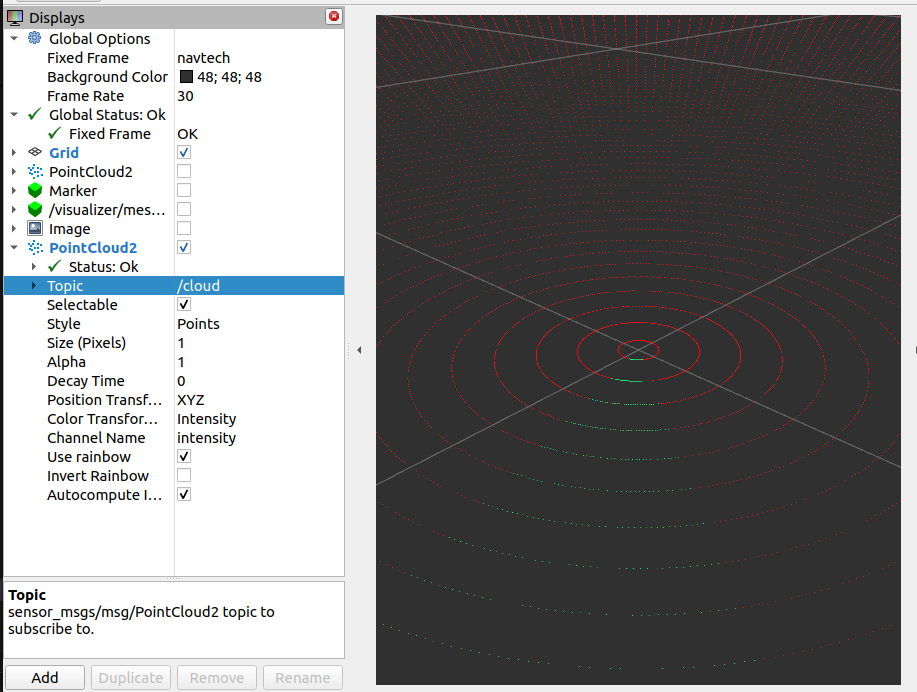 Displays
Global Options
Fixed Frame navtech
Background Color 48; 48; 48
Frame Rate 30
Global Status: Ok
Fixed Frame OK
Grid
PointCloud2
Marker
/visualizer/mes...
Image
PointCloud2
Status: Ok
Topic /cloud
Selectable
Style Points
Size (Pixels) 1
Alpha 1
Decay Time 0
Position Transf... XYZ
Color Transfor... Intensity
Channel Name intensity
Use rainbow
Invert Rainbow
Autocompute I...
Topic
sensor_msgs/msg/PointCloud2 topic to
subscribe to.
Add Duplicate Remove Rename